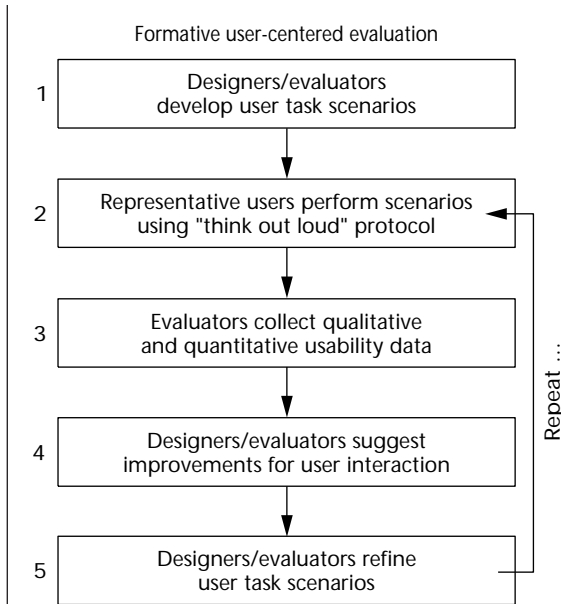 Formative user-centered evaluation
1
Designers/evaluators
develop user task scenarios
2
Representative users perform scenarios
using "think out loud" protocol
3
Evaluators collect qualitative
and quantitative usability data
4
Designers/evaluators suggest
improvements for user interaction
5
Designers/evaluators refine
user task scenarios
Repeat ...